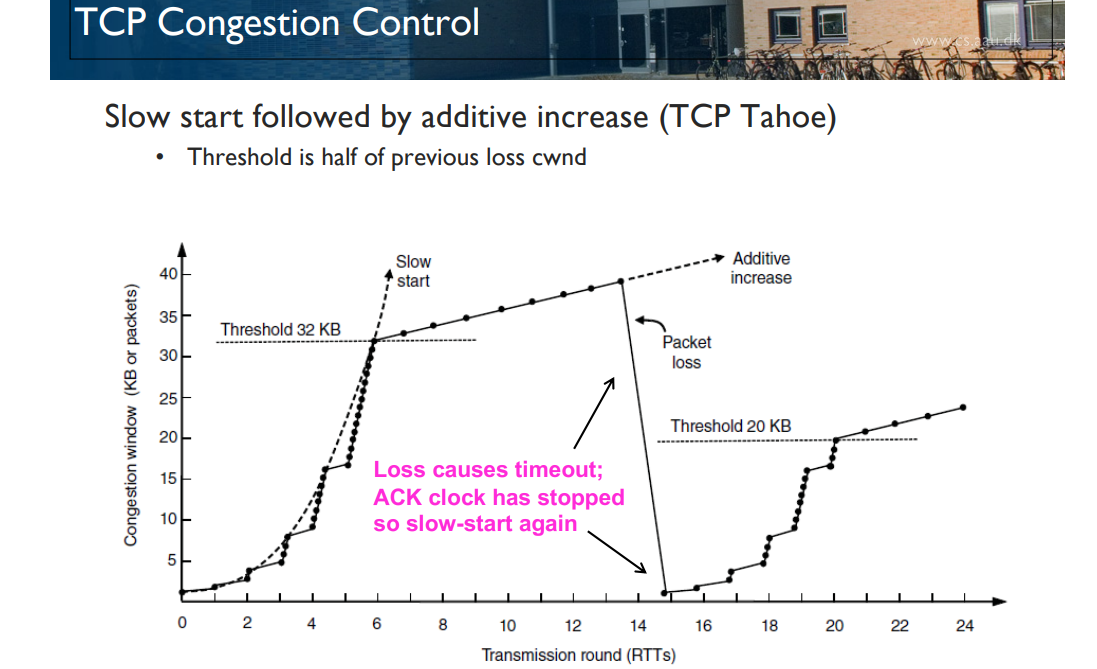 TCP Congestion Control
www.cs.aau.dk
Slow start followed by additive increase (TCP Tahoe)
• Threshold is half of previous loss cwnd
Slow
start
Additive
increase
40
35
30
25
20
15
10
5
Congestion window (KB or packets)
Threshold 32 KB
Packet
loss
Threshold 20 KB
Loss causes timeout;
ACK clock has stopped
so slow-start again
0 2 4 6 8 10 12 14 16 18 20 22 24
Transmission round (RTTs)